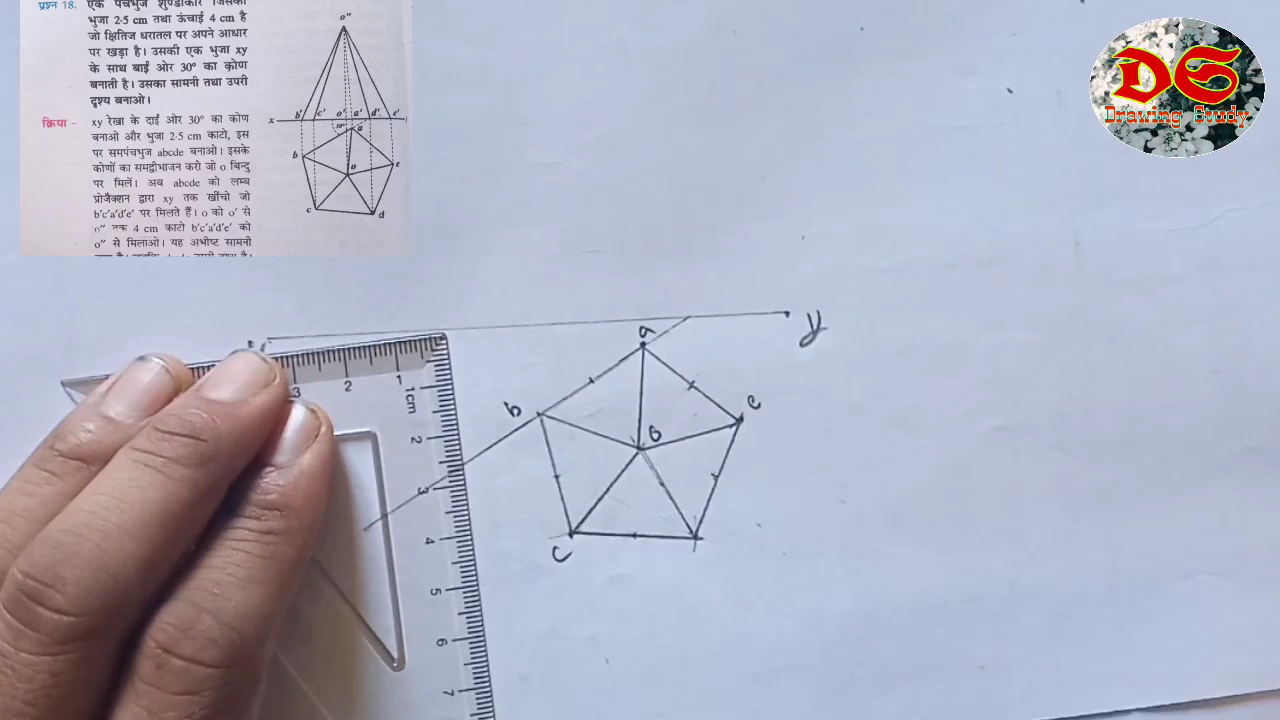 प्रश्न 18. एक पंचभुज शुण्डाकार जिसकी
भुजा 2·5 cm तथा ऊंचाई 4 cm है
जो क्षितिज धरातल पर अपने आधार
पर खड़ा है। उसकी एक भुजा xy
के साथ बाईं ओर 30° का कोण
बनाती है। उसका सामनी तथा उपरी
दृश्य बनाओ।
क्रिया - xy रेखा के दाईं ओर 30° का कोण
बनाओ और भुजा 2·5 cm काटो, इस
पर समपंचभुज abcde बनाओ। इसके
कोणों का समद्वीभाजन करो जो o बिन्दु
पर मिलें। अब abcde को लम्ब
प्रोजैक्शन द्वारा xy तक खींचो जो
b'c'a'd'e' पर मिलते हैं। o को o' से
o" तक 4 cm काटो b'c'a'd'e' को
o" से मिलाओ। यह अभीष्ट सामनी
o"
x b' c' o' a' d' e'
30°
a
b
o
e
c
d
DS
Drawing Study
y
a
b
e
o
c
3 2 1
1cm
2
3
4
5
6
7